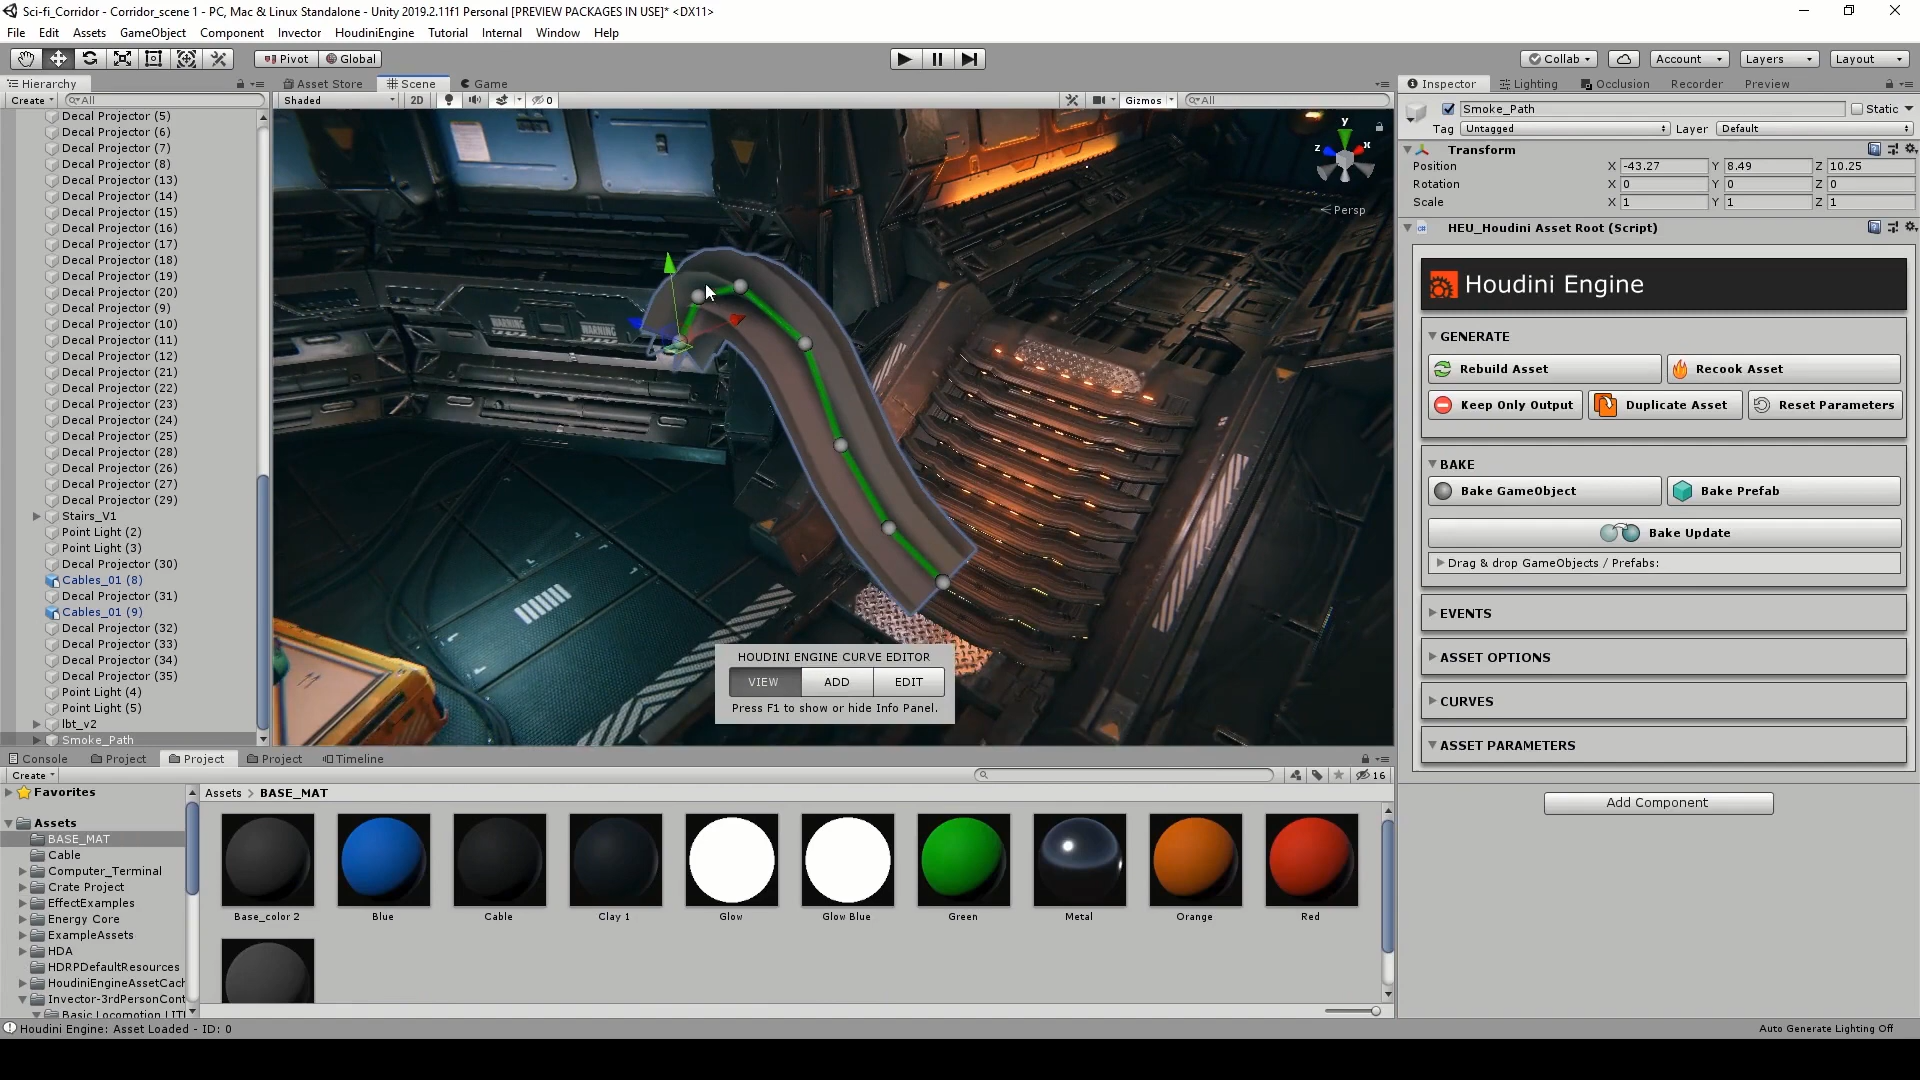 Sci-fi_Corridor - Corridor_scene 1 - PC, Mac & Linux Standalone - Unity 2019.2.11f1 Personal [PREVIEW PACKAGES IN USE]* <DX11>
File Edit Assets GameObject Component Invector HoudiniEngine Tutorial Internal Window Help
Pivot Global Collab Account Layers Layout
Hierarchy Asset Store Scene Game Inspector Lighting Occlusion Recorder Preview
Create All Shaded 2D 0 Gizmos All
Smoke_Path Static
Tag Untagged Layer Default
Transform
Position X -43.27 Y 8.49 Z 10.25
Rotation X 0 Y 0 Z 0
Scale X 1 Y 1 Z 1
HEU_Houdini Asset Root (Script)
Houdini Engine
GENERATE
Rebuild Asset Recook Asset
Keep Only Output Duplicate Asset Reset Parameters
BAKE
Bake GameObject Bake Prefab
Bake Update
Drag & drop GameObjects / Prefabs:
EVENTS
ASSET OPTIONS
CURVES
ASSET PARAMETERS
Add Component
Decal Projector (5)
Decal Projector (6)
Decal Projector (7)
Decal Projector (8)
Decal Projector (13)
Decal Projector (14)
Decal Projector (15)
Decal Projector (16)
Decal Projector (17)
Decal Projector (18)
Decal Projector (19)
Decal Projector (20)
Decal Projector (9)
Decal Projector (10)
Decal Projector (11)
Decal Projector (12)
Decal Projector (21)
Decal Projector (22)
Decal Projector (23)
Decal Projector (24)
Decal Projector (25)
Decal Projector (28)
Decal Projector (26)
Decal Projector (27)
Decal Projector (29)
Stairs_V1
Point Light (2)
Point Light (3)
Decal Projector (30)
Cables_01 (8)
Decal Projector (31)
Cables_01 (9)
Decal Projector (32)
Decal Projector (33)
Decal Projector (34)
Decal Projector (35)
Point Light (4)
Point Light (5)
lbt_v2
Smoke_Path
y
z x
Persp
WARNING
WARNING
HOUDINI ENGINE CURVE EDITOR
VIEW ADD EDIT
Press F1 to show or hide Info Panel.
Console Project Project Project Timeline
Create 16
Favorites
Assets
BASE_MAT
Cable
Computer_Terminal
Crate Project
EffectExamples
Energy Core
ExampleAssets
HDA
HDRPDefaultResources
HoudiniEngineAssetCach
Invector-3rdPersonCont
Basic Locomotion LITE
Assets > BASE_MAT
Base_color 2 Blue Cable Clay 1 Glow Glow Blue Green Metal Orange Red
Houdini Engine: Asset Loaded - ID: 0
Auto Generate Lighting Off